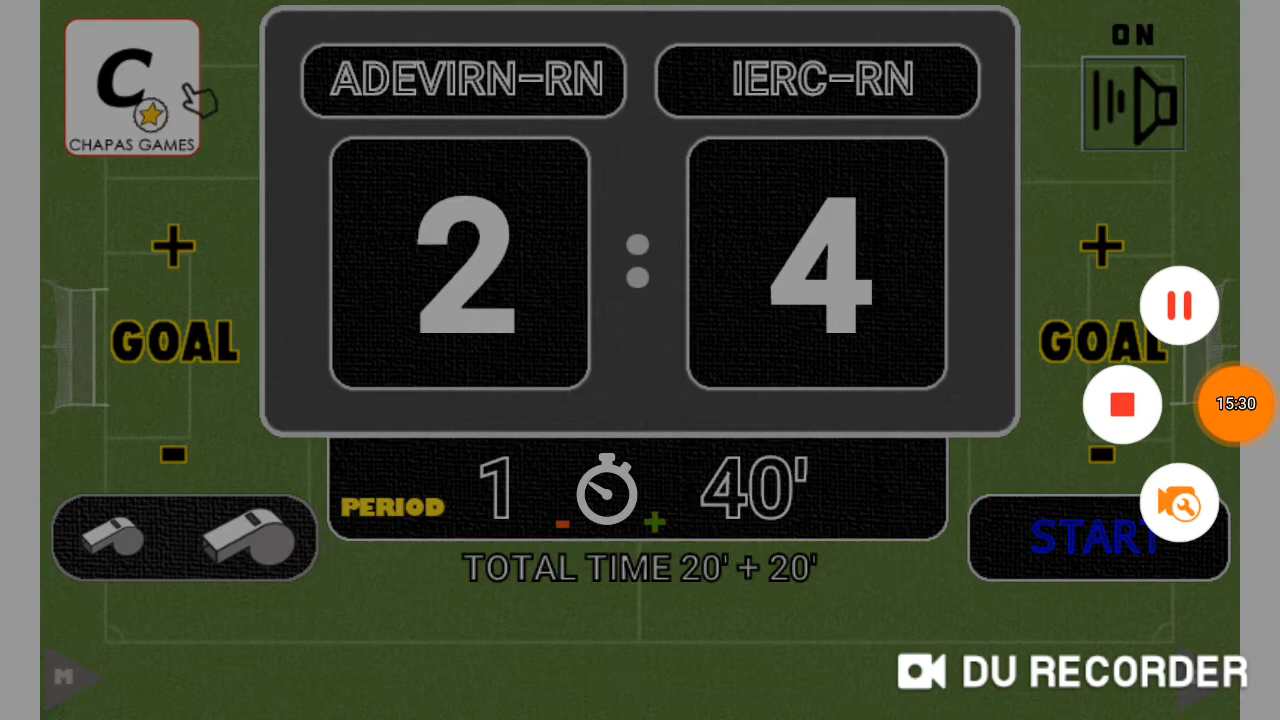 ON
C
CHAPAS GAMES
ADEVIRN-RN
IERC-RN
2 : 4
+
+
GOAL
GOAL
-
-
15:30
PERIOD 1 40'
- +
START
TOTAL TIME 20' + 20'
M
DU RECORDER